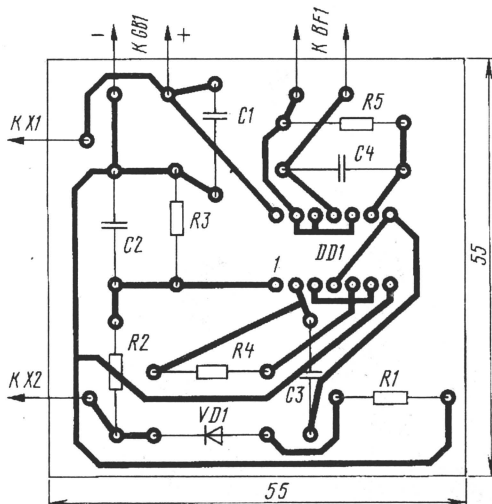 К GB1
К BF1
− +
К X1
C1
R5
C4
R3
C2
DD1
1
55
R2
R4
C3
R1
К X2
VD1
55